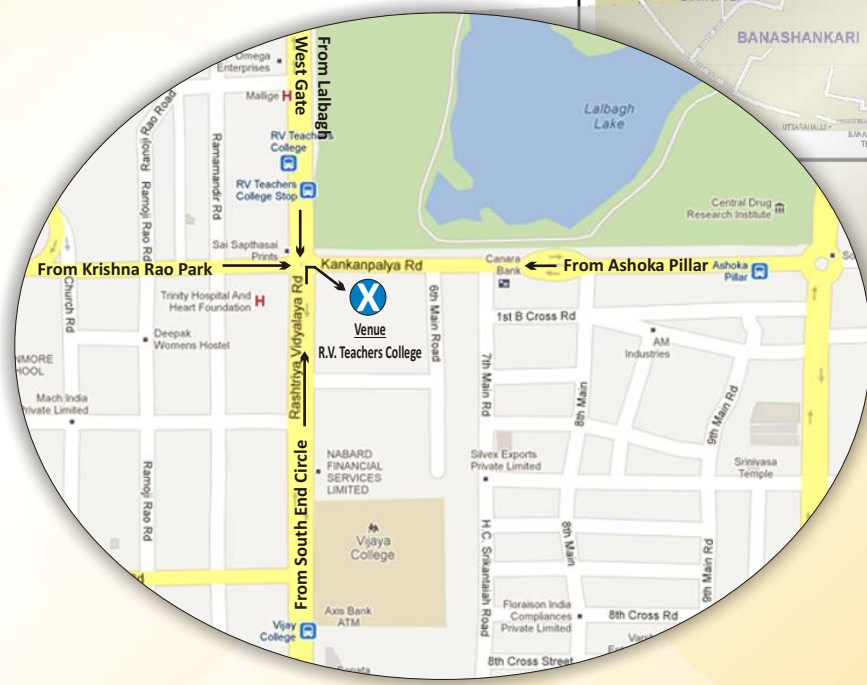 BANASHANKARI
UTTARAHALLI
Omega
Enterprises
Mallige H
From Lalbagh
West Gate
RV Teachers
College
RV Teachers
College Stop
Lalbagh
Lake
Central Drug
Research Institute
Rao Road
Ramoji Rao Rd
Ramamandir Rd
Sai Sapthasai
Prints
From Krishna Rao Park
Kankanpalya Rd
Canara
Bank
From Ashoka Pillar
Ashoka
Pillar
Church Rd
Trinity Hospital And
Heart Foundation H
Rashtriya Vidyalaya Rd
X
Venue
R.V. Teachers College
6th Main Road
1st B Cross Rd
Deepak
Womens Hostel
AM
Industries
NMORE
HOOL
7th Main Rd
8th Main
9th Main Rd
Mach India
Private Limited
NABARD
FINANCIAL
SERVICES
LIMITED
Silvex Exports
Private Limited
Srinivasa
Temple
Ramoji Rao Rd
From South End Circle
Vijaya
College
H.C. Srikantaiah Road
8th Main
9th Main Rd
Axis Bank
ATM
Vijay
College
Floraison India
Compliances
Private Limited
8th Cross Rd
8th Cross Street